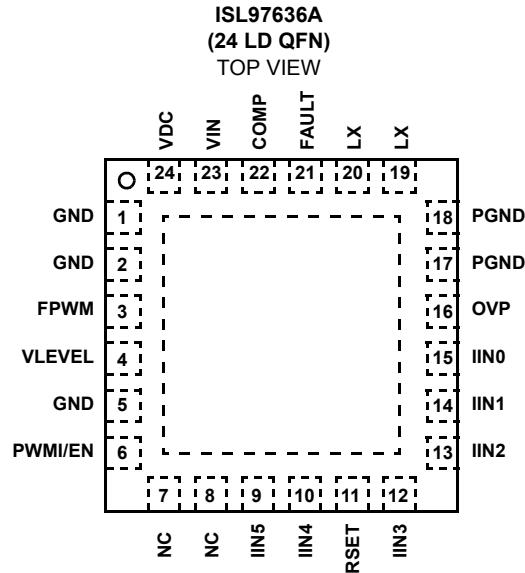 ISL97636A
(24 LD QFN)
TOP VIEW
VDC
VIN
COMP
FAULT
LX
LX
24
23
22
21
20
19
GND 1
GND 2
FPWM 3
VLEVEL 4
GND 5
PWMI/EN 6
18 PGND
17 PGND
16 OVP
15 IIN0
14 IIN1
13 IIN2
7
8
9
10
11
12
NC
NC
IIN5
IIN4
RSET
IIN3